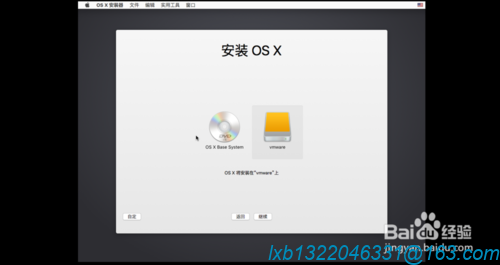 OS X 安装器 文件 编辑 实用工具 窗口
安装 OS X
OS X Base System
vmware
OS X 将安装在“vmware”上
自定 返回 继续
Baidu 经验
jingyan.baidu.com
lxb1322046331@163.com